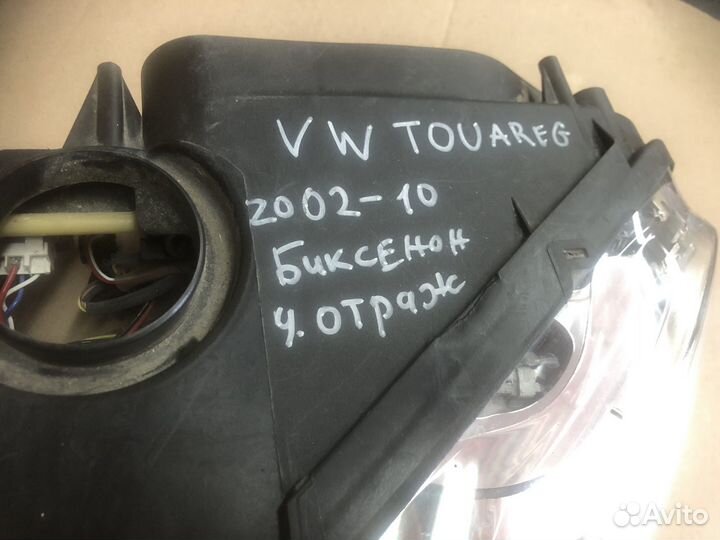 VW TOUAREG
2002-10
БИКСЕНОН
Ч.ОТРАЖ
Avito